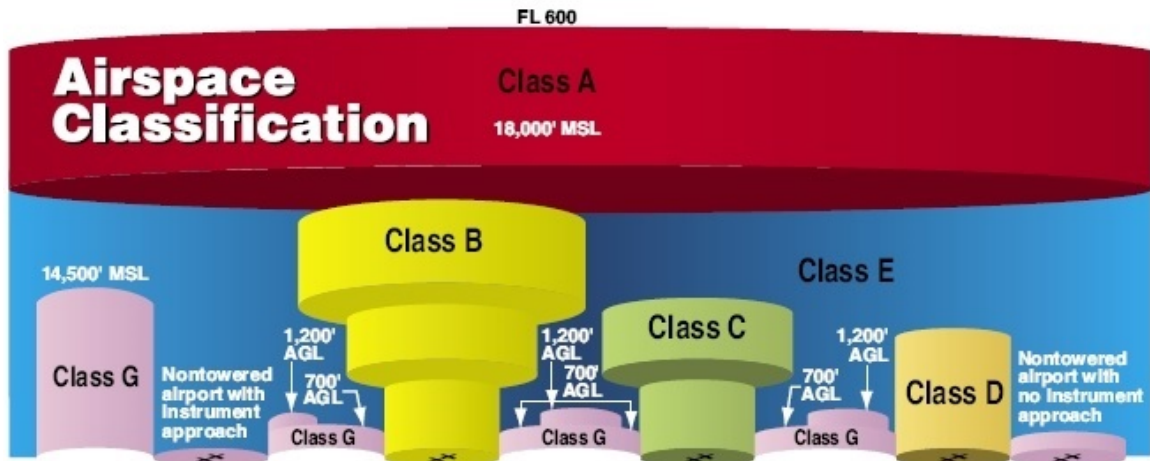 FL 600
Airspace
Classification
Class A
18,000' MSL
Class B
Class E
14,500' MSL
Class C
1,200'
AGL
1,200'
AGL
1,200'
AGL
Class G
Nontowered
airport with
Instrument
approach
700'
AGL
700'
AGL
700'
AGL
Class D
Nontowered
airport with
no Instrument
approach
Class G
Class G
Class G